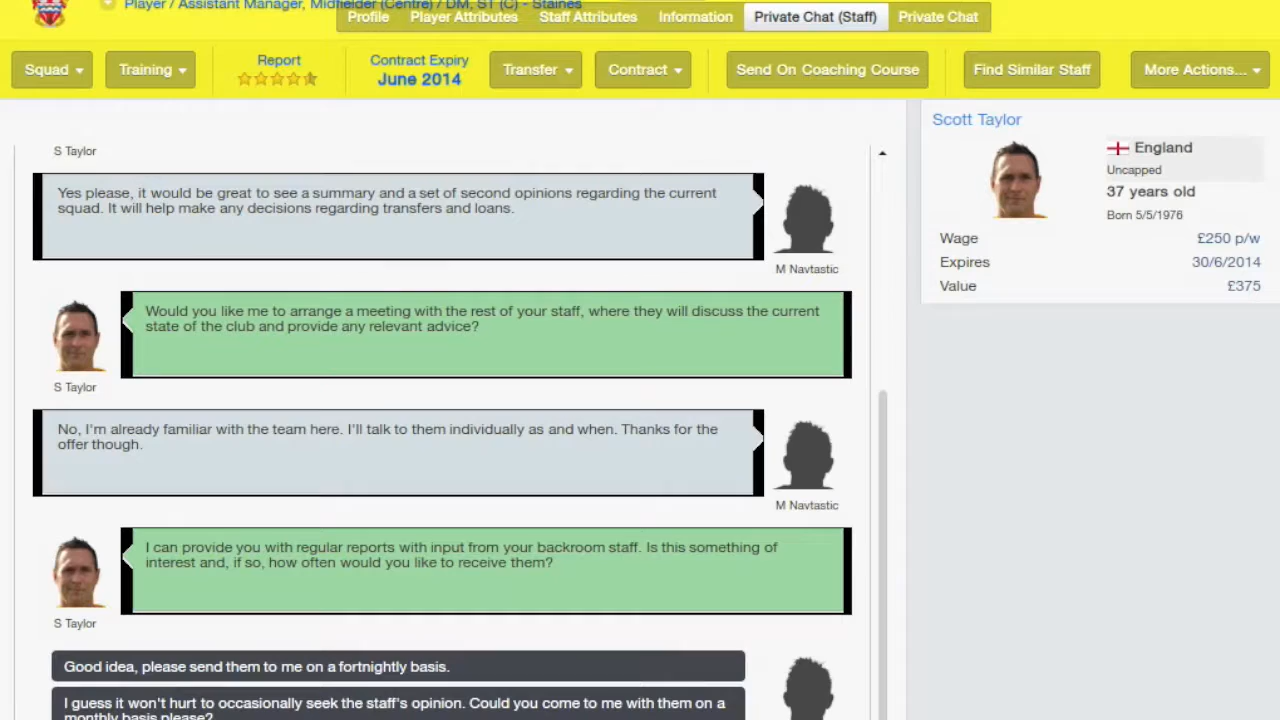 Player / Assistant Manager, Midfielder (Centre) / DM, ST (C) - Staines
Profile
Player Attributes
Staff Attributes
Information
Private Chat (Staff)
Private Chat
Squad
Training
Report
Contract Expiry
June 2014
Transfer
Contract
Send On Coaching Course
Find Similar Staff
More Actions...
S Taylor
Yes please, it would be great to see a summary and a set of second opinions regarding the current
squad. It will help make any decisions regarding transfers and loans.
M Navtastic
Would you like me to arrange a meeting with the rest of your staff, where they will discuss the current
state of the club and provide any relevant advice?
S Taylor
No, I'm already familiar with the team here. I'll talk to them individually as and when. Thanks for the
offer though.
M Navtastic
I can provide you with regular reports with input from your backroom staff. Is this something of
interest and, if so, how often would you like to receive them?
S Taylor
Good idea, please send them to me on a fortnightly basis.
I guess it won't hurt to occasionally seek the staff's opinion. Could you come to me with them on a
monthly basis please?
Scott Taylor
England
Uncapped
37 years old
Born 5/5/1976
Wage £250 p/w
Expires 30/6/2014
Value £375